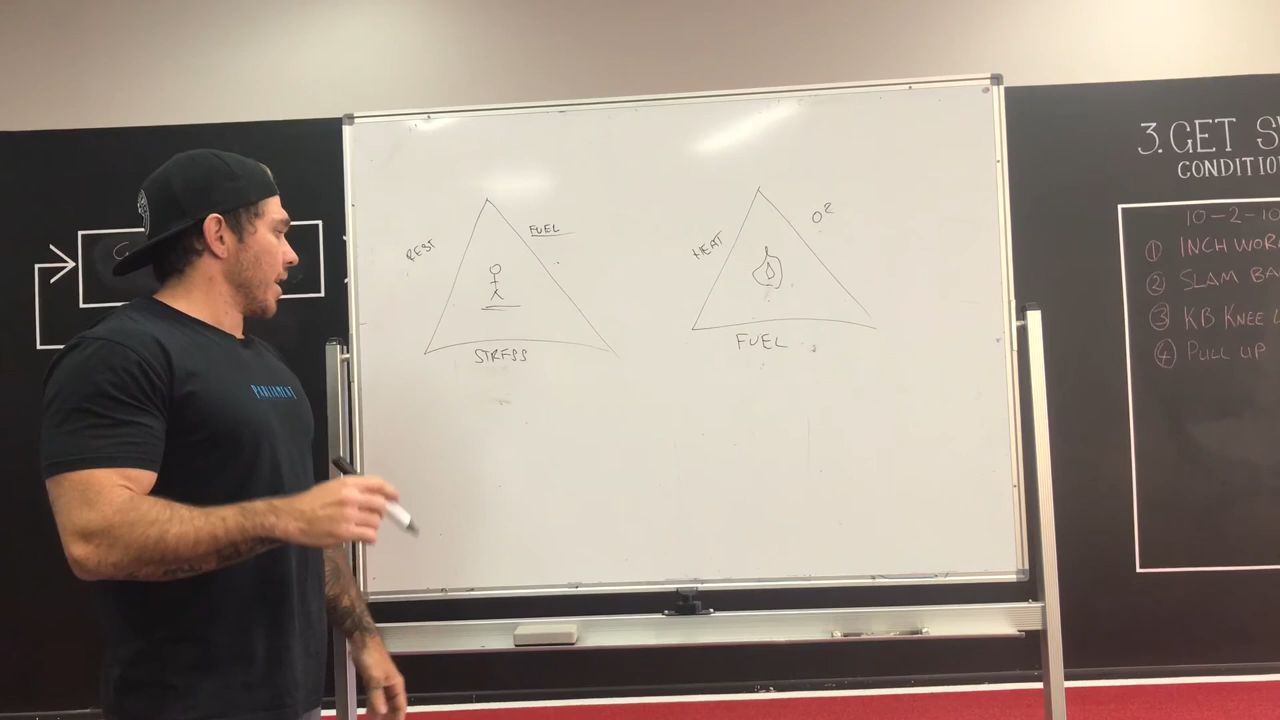 REST
FUEL
STRESS
HEAT
O²
FUEL
PARLIAMENT
3. GET
CONDITIO
10-2-10
① INCH WOR
② SLAM BA
③ KB KNEE L
④ PULL UP